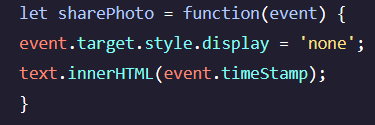 let sharePhoto = function(event) {
event.target.style.display = 'none';
text.innerHTML(event.timeStamp);
}